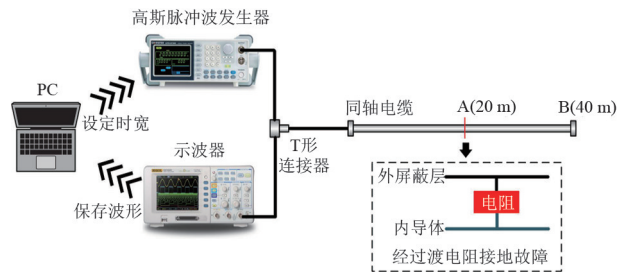 高斯脉冲波发生器
PC
设定时宽
示波器
保存波形
T形
连接器
同轴电缆
A(20 m)
B(40 m)
外屏蔽层
电阻
内导体
经过渡电阻接地故障